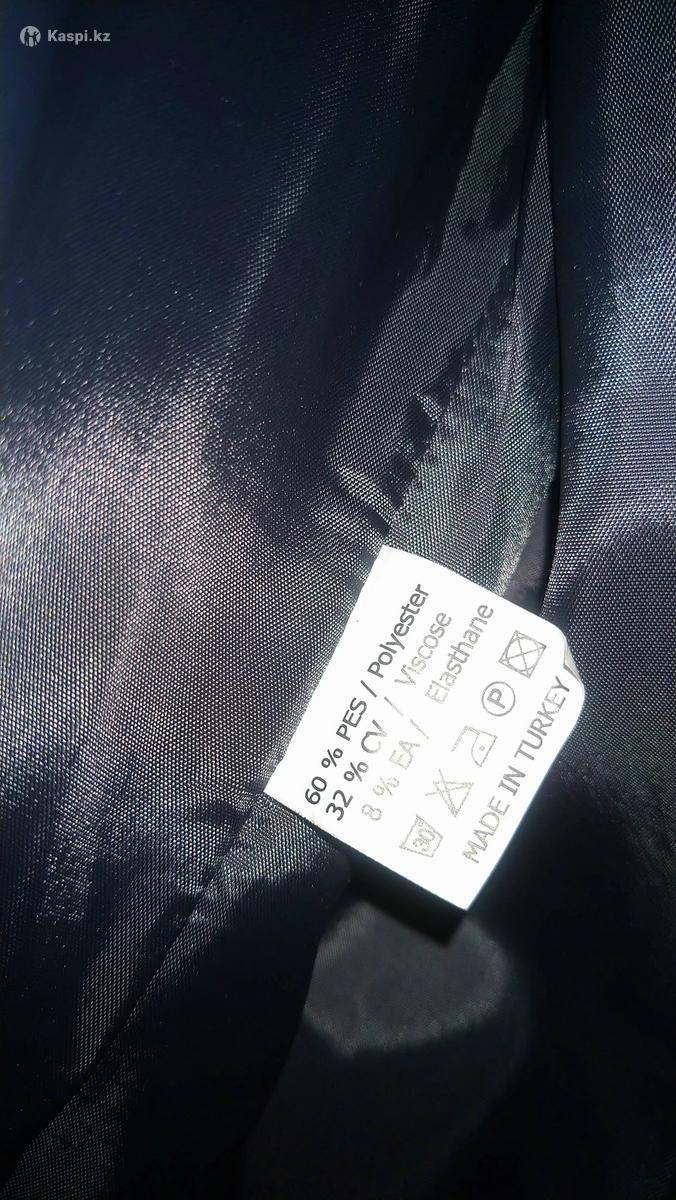 Kaspi.kz
60 % PES / Polyester
32 % CV / Viscose
8 % EA / Elasthane
30° P
MADE IN TURKEY